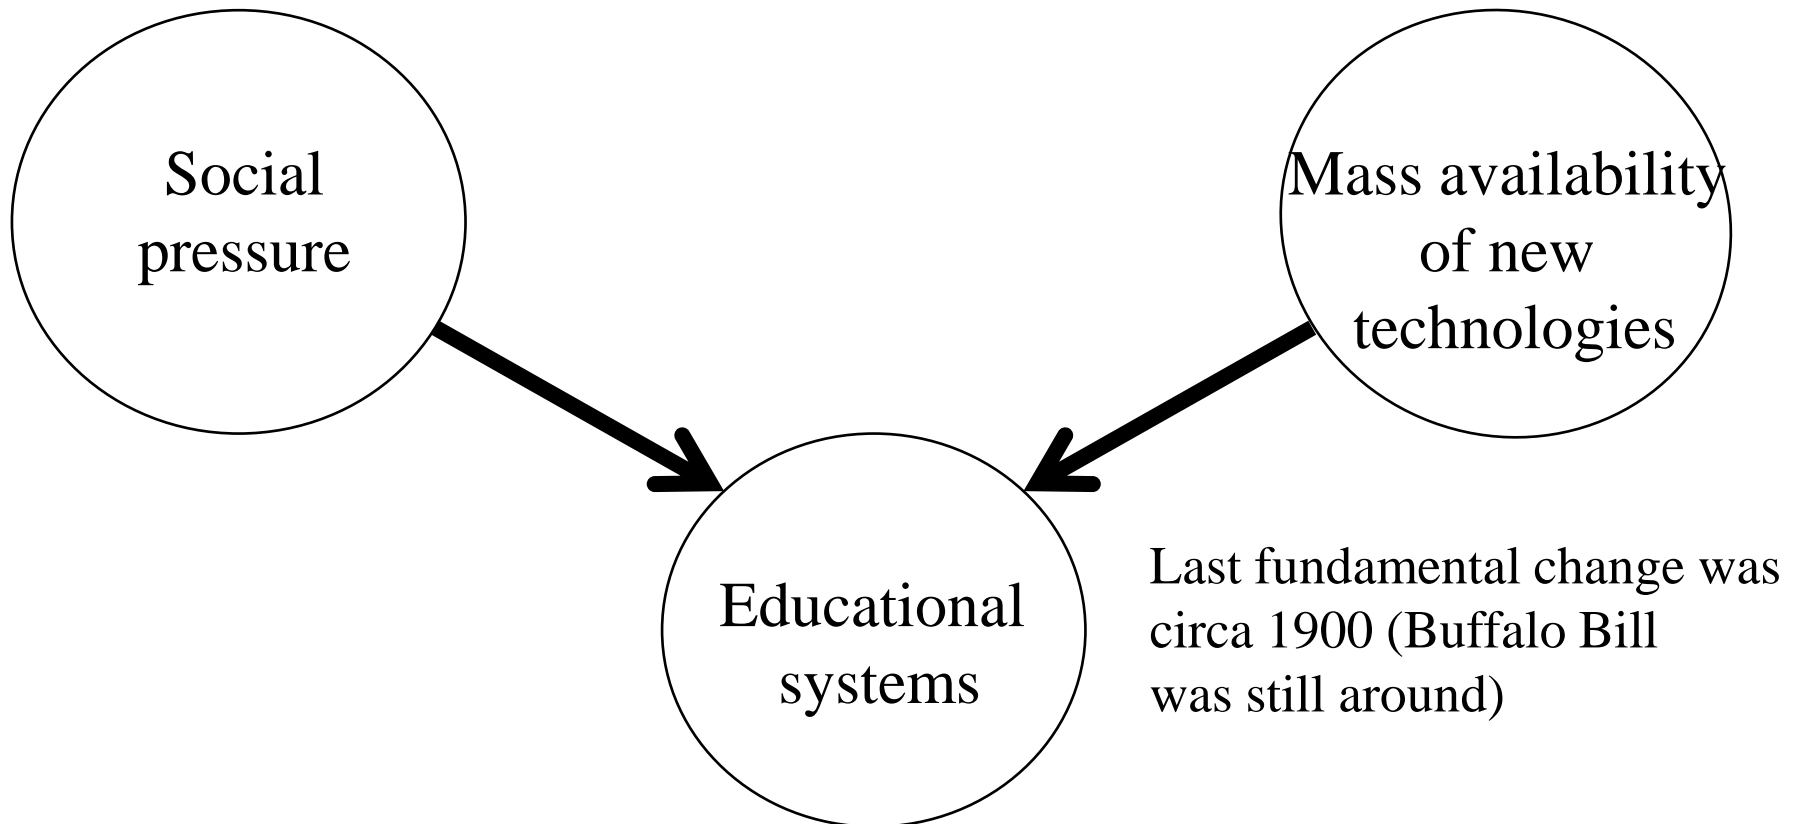 Social
pressure
Mass availability
of new
technologies
Educational
systems
Last fundamental change was
circa 1900 (Buffalo Bill
was still around)